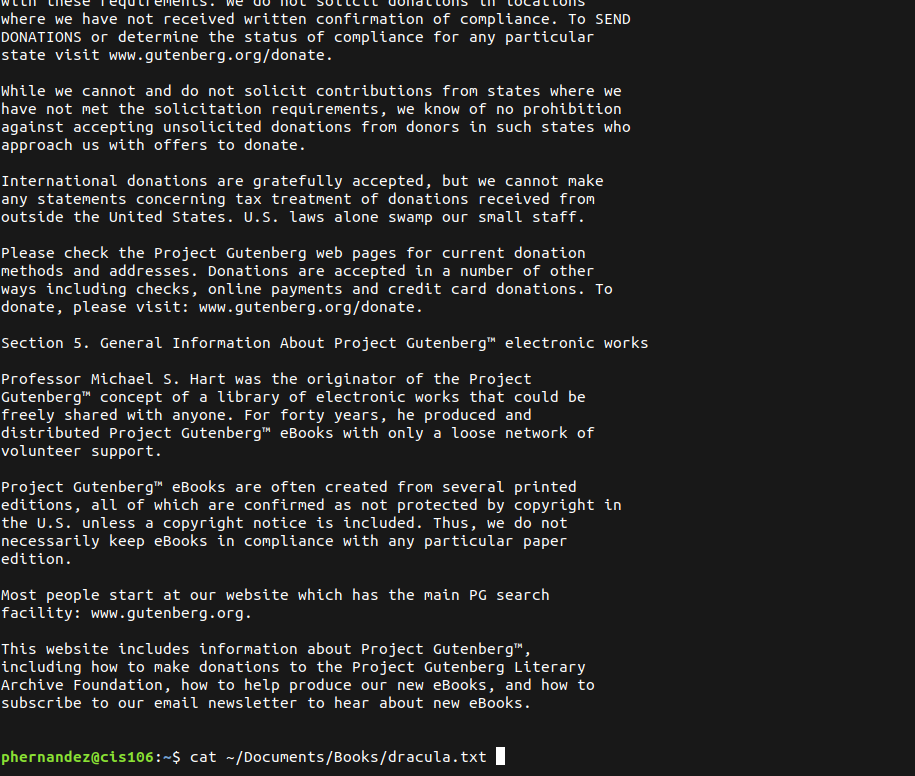 with these requirements. We do not solicit donations in locations
where we have not received written confirmation of compliance. To SEND
DONATIONS or determine the status of compliance for any particular
state visit www.gutenberg.org/donate.
While we cannot and do not solicit contributions from states where we
have not met the solicitation requirements, we know of no prohibition
against accepting unsolicited donations from donors in such states who
approach us with offers to donate.
International donations are gratefully accepted, but we cannot make
any statements concerning tax treatment of donations received from
outside the United States. U.S. laws alone swamp our small staff.
Please check the Project Gutenberg web pages for current donation
methods and addresses. Donations are accepted in a number of other
ways including checks, online payments and credit card donations. To
donate, please visit: www.gutenberg.org/donate.
Section 5. General Information About Project Gutenberg™ electronic works
Professor Michael S. Hart was the originator of the Project
Gutenberg™ concept of a library of electronic works that could be
freely shared with anyone. For forty years, he produced and
distributed Project Gutenberg™ eBooks with only a loose network of
volunteer support.
Project Gutenberg™ eBooks are often created from several printed
editions, all of which are confirmed as not protected by copyright in
the U.S. unless a copyright notice is included. Thus, we do not
necessarily keep eBooks in compliance with any particular paper
edition.
Most people start at our website which has the main PG search
facility: www.gutenberg.org.
This website includes information about Project Gutenberg™,
including how to make donations to the Project Gutenberg Literary
Archive Foundation, how to help produce our new eBooks, and how to
subscribe to our email newsletter to hear about new eBooks.
phernandez@cis106:~$ cat ~/Documents/Books/dracula.txt